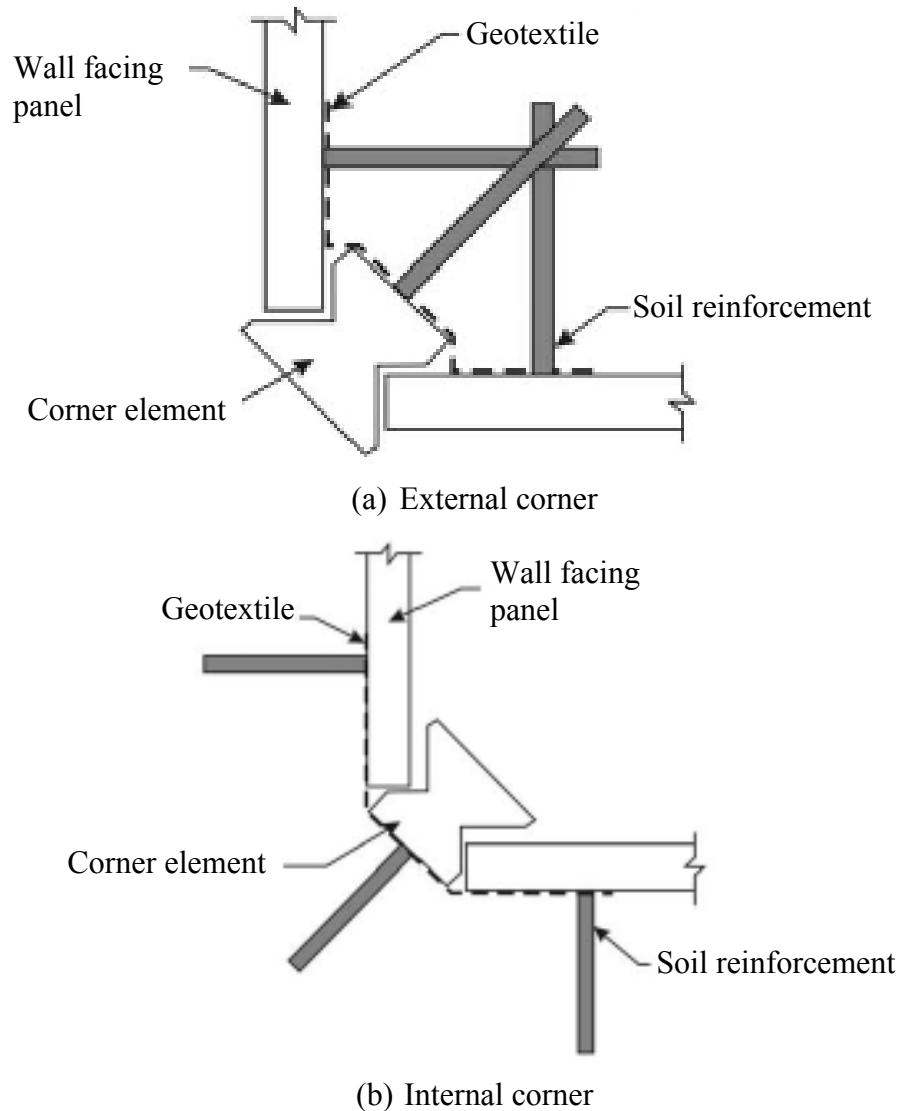 Geotextile
Wall facing
panel
Soil reinforcement
Corner element
(a) External corner
Wall facing
panel
Geotextile
Corner element
Soil reinforcement
(b) Internal corner